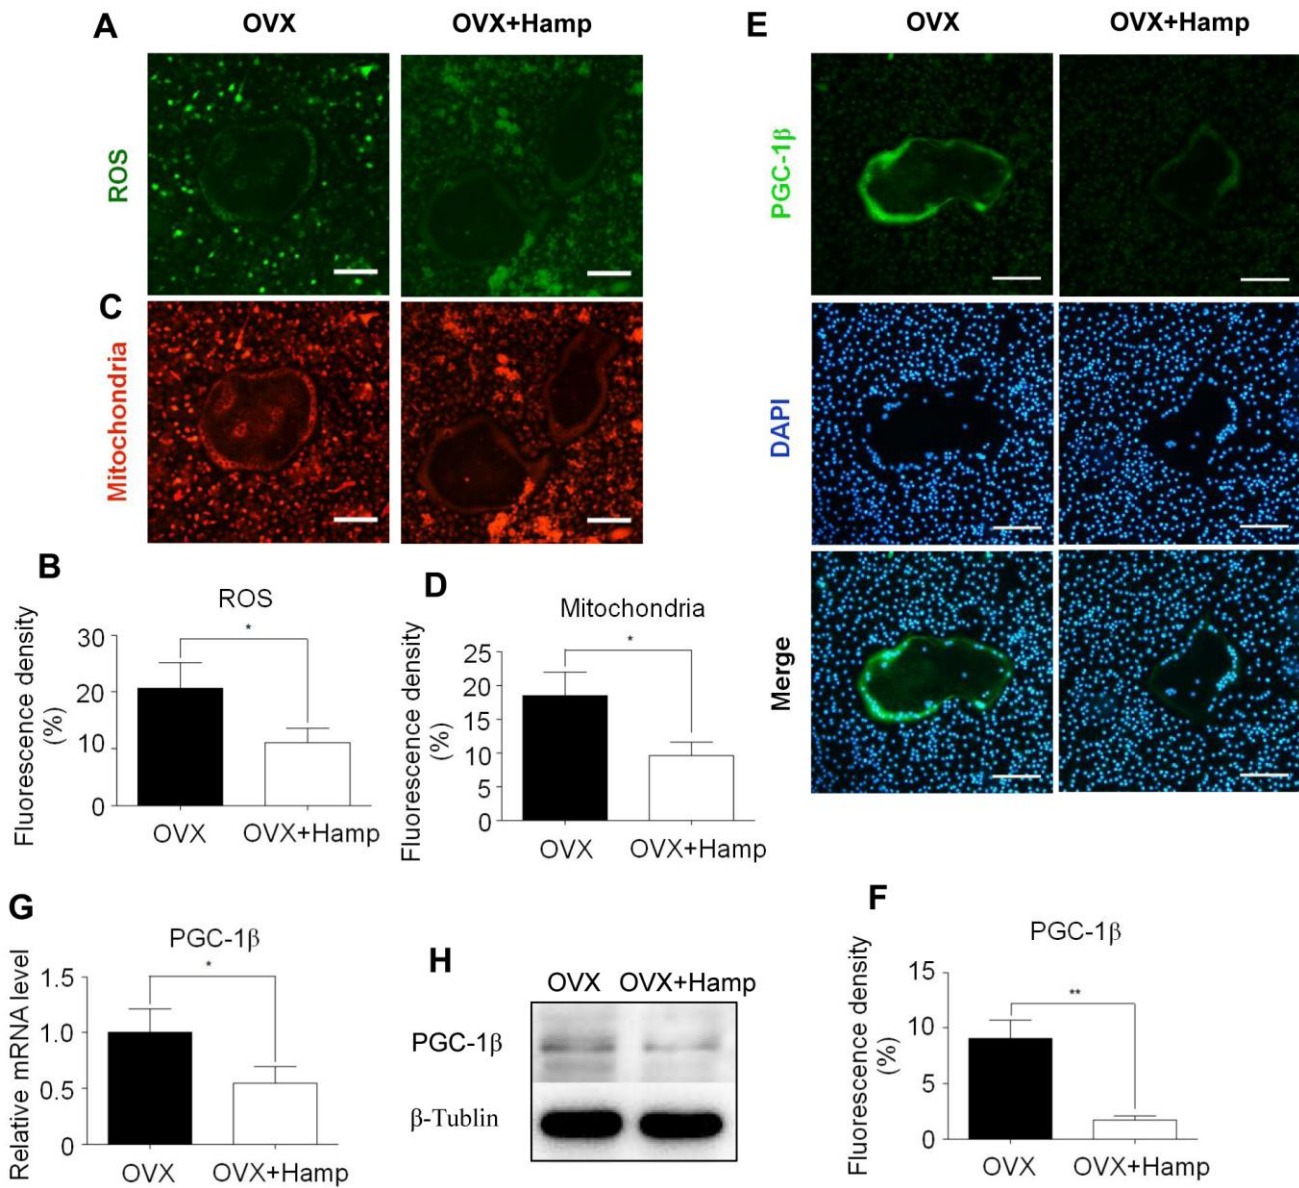 A
OVX
OVX+Hamp
ROS
C
Mitochondria
E
OVX
OVX+Hamp
PGC-1β
DAPI
Merge
B
ROS
Fluorescence density
(%)
30
20
10
0
*
OVX
OVX+Hamp
D
Mitochondria
Fluorescence density
(%)
25
20
15
10
5
0
*
OVX
OVX+Hamp
G
PGC-1β
Relative mRNA level
1.5
1.0
0.5
0
*
OVX
OVX+Hamp
H
OVX
OVX+Hamp
PGC-1β
β-Tublin
F
PGC-1β
Fluorescence density
(%)
15
10
5
0
**
OVX
OVX+Hamp